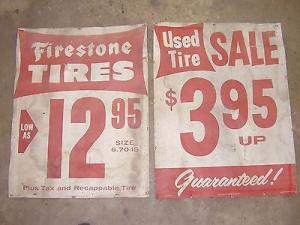 Firestone
TIRES
LOW
AS
12 95
SIZE
6.70-15
Plus Tax and Recappable Tire
Used
Tire
SALE
$3.95
UP
Guaranteed!